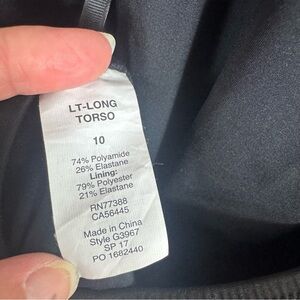 LT-LONG
TORSO
10
74% Polyamide
26% Elastane
Lining:
79% Polyester
21% Elastane
RN77388
CA56445
Made in China
Style G3967
SP 17
PO 1682440